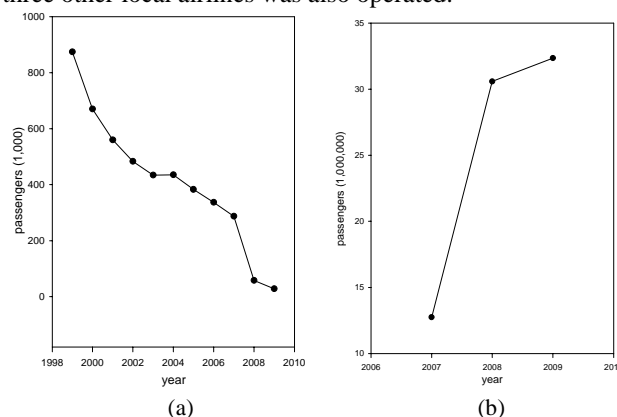 three other local airlines was also operated.
1000
800
600
400
200
0
passengers (1,000)
1998 2000 2002 2004 2006 2008 2010
year
(a)
35
30
25
20
15
10
passengers (1,000,000)
2006 2007 2008 2009 201
year
(b)